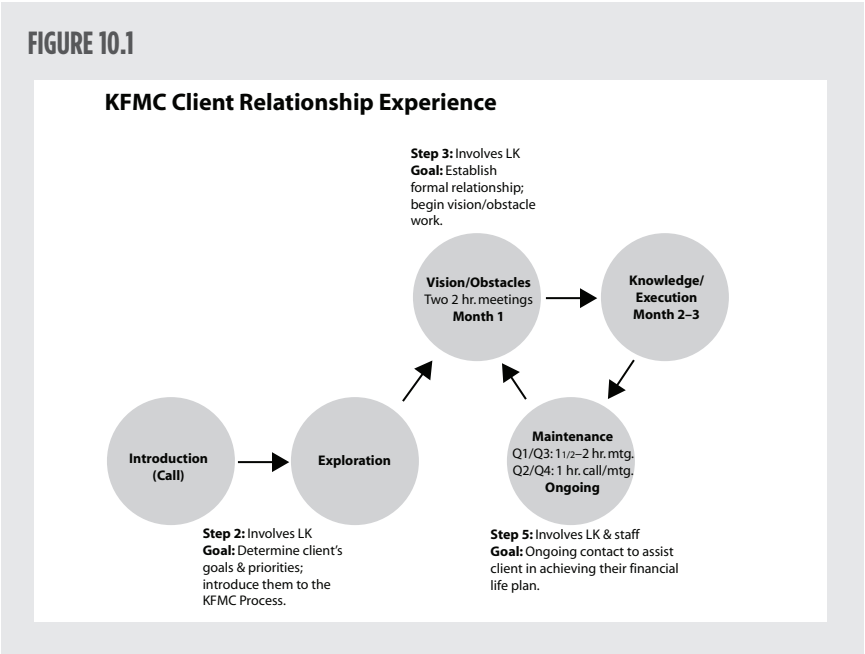 FIGURE 10.1
KFMC Client Relationship Experience
Step 3: Involves LK
Goal: Establish
formal relationship;
begin vision/obstacle
work.
Vision/Obstacles
Two 2 hr. meetings
Month 1
Knowledge/
Execution
Month 2–3
Introduction
(Call)
Exploration
Maintenance
Q1/Q3: 1 1/2–2 hr. mtg.
Q2/Q4: 1 hr. call/mtg.
Ongoing
Step 2: Involves LK
Goal: Determine client's
goals & priorities;
introduce them to the
KFMC Process.
Step 5: Involves LK & staff
Goal: Ongoing contact to assist
client in achieving their financial
life plan.